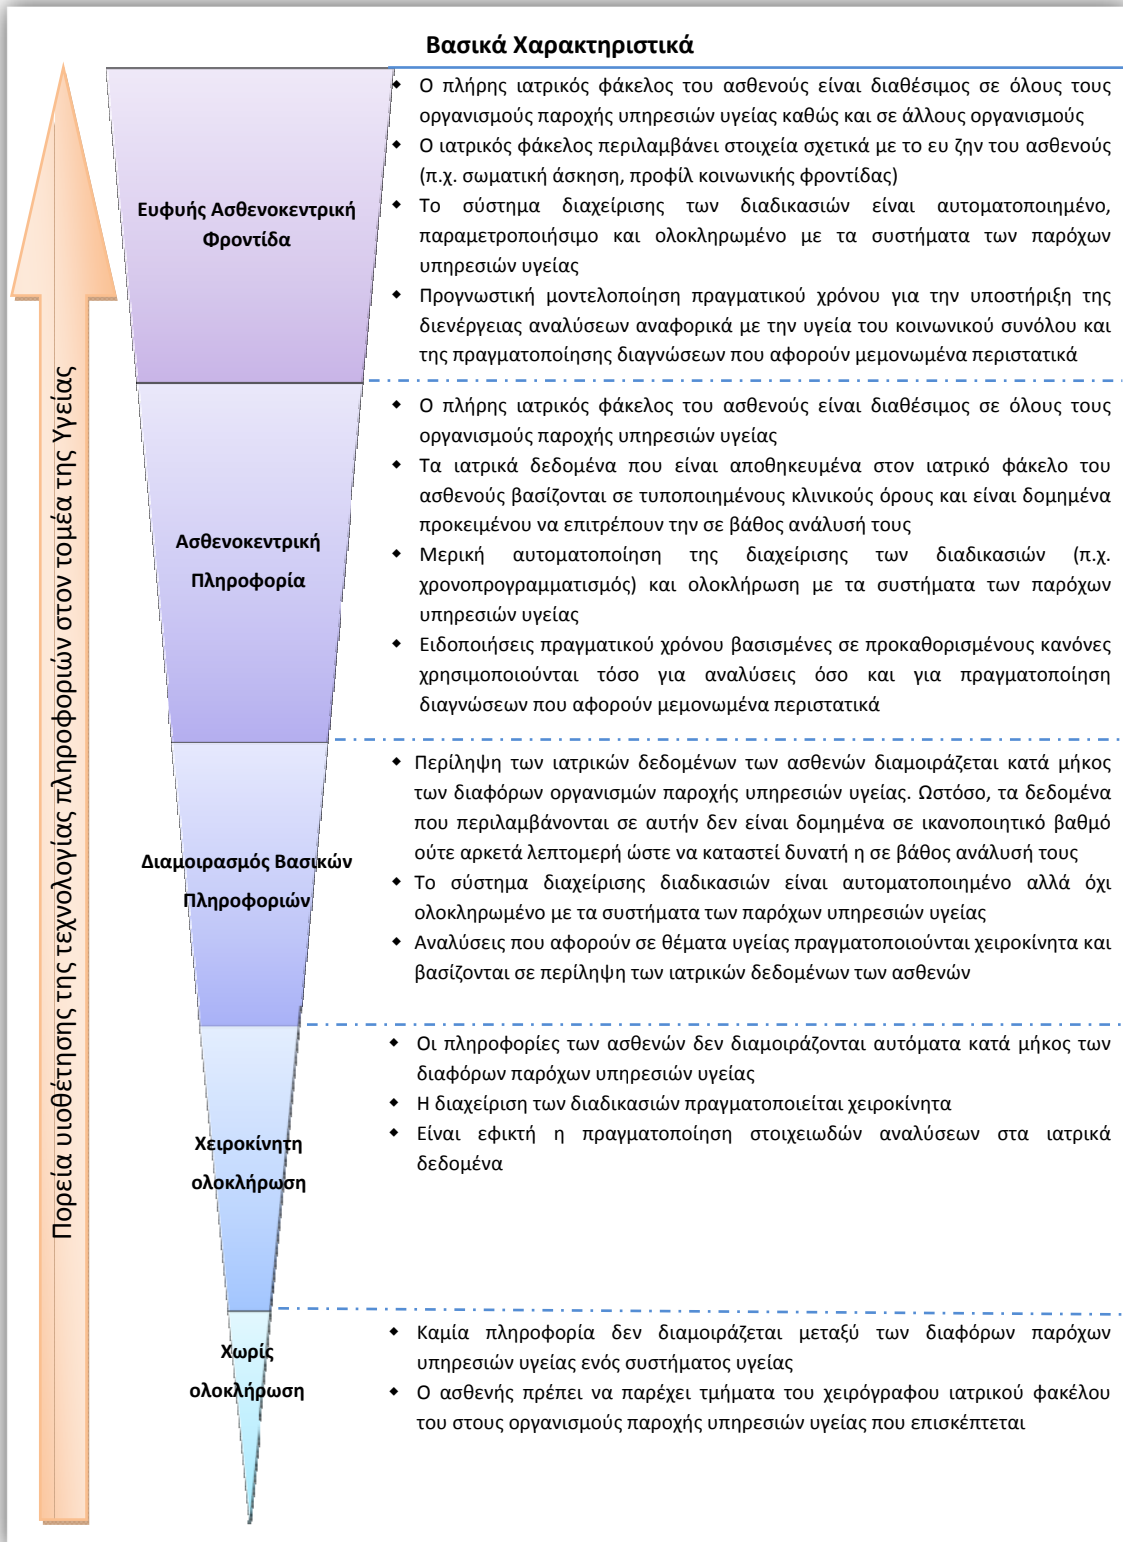 Βασικά Χαρακτηριστικά
Πορεία υιοθέτησης της τεχνολογίας πληροφοριών στον τομέα της Υγείας
Ευφυής Ασθενοκεντρική
Φροντίδα
◆ Ο πλήρης ιατρικός φάκελος του ασθενούς είναι διαθέσιμος σε όλους τους
οργανισμούς παροχής υπηρεσιών υγείας καθώς και σε άλλους οργανισμούς
◆ Ο ιατρικός φάκελος περιλαμβάνει στοιχεία σχετικά με το ευ ζην του ασθενούς
(π.χ. σωματική άσκηση, προφίλ κοινωνικής φροντίδας)
◆ Το σύστημα διαχείρισης των διαδικασιών είναι αυτοματοποιημένο,
παραμετροποιήσιμο και ολοκληρωμένο με τα συστήματα των παρόχων
υπηρεσιών υγείας
◆ Προγνωστική μοντελοποίηση πραγματικού χρόνου για την υποστήριξη της
διενέργειας αναλύσεων αναφορικά με την υγεία του κοινωνικού συνόλου και
της πραγματοποίησης διαγνώσεων που αφορούν μεμονωμένα περιστατικά
Ασθενοκεντρική
Πληροφορία
◆ Ο πλήρης ιατρικός φάκελος του ασθενούς είναι διαθέσιμος σε όλους τους
οργανισμούς παροχής υπηρεσιών υγείας
◆ Τα ιατρικά δεδομένα που είναι αποθηκευμένα στον ιατρικό φάκελο του
ασθενούς βασίζονται σε τυποποιημένους κλινικούς όρους και είναι δομημένα
προκειμένου να επιτρέπουν την σε βάθος ανάλυσή τους
◆ Μερική αυτοματοποίηση της διαχείρισης των διαδικασιών (π.χ.
χρονοπρογραμματισμός) και ολοκλήρωση με τα συστήματα των παρόχων
υπηρεσιών υγείας
◆ Ειδοποιήσεις πραγματικού χρόνου βασισμένες σε προκαθορισμένους κανόνες
χρησιμοποιούνται τόσο για αναλύσεις όσο και για πραγματοποίηση
διαγνώσεων που αφορούν μεμονωμένα περιστατικά
Διαμοιρασμός Βασικών
Πληροφοριών
◆ Περίληψη των ιατρικών δεδομένων των ασθενών διαμοιράζεται κατά μήκος
των διαφόρων οργανισμών παροχής υπηρεσιών υγείας. Ωστόσο, τα δεδομένα
που περιλαμβάνονται σε αυτήν δεν είναι δομημένα σε ικανοποιητικό βαθμό
ούτε αρκετά λεπτομερή ώστε να καταστεί δυνατή η σε βάθος ανάλυσή τους
◆ Το σύστημα διαχείρισης διαδικασιών είναι αυτοματοποιημένο αλλά όχι
ολοκληρωμένο με τα συστήματα των παρόχων υπηρεσιών υγείας
◆ Αναλύσεις που αφορούν σε θέματα υγείας πραγματοποιούνται χειροκίνητα και
βασίζονται σε περίληψη των ιατρικών δεδομένων των ασθενών
Χειροκίνητη
ολοκλήρωση
◆ Οι πληροφορίες των ασθενών δεν διαμοιράζονται αυτόματα κατά μήκος των
διαφόρων παρόχων υπηρεσιών υγείας
◆ Η διαχείριση των διαδικασιών πραγματοποιείται χειροκίνητα
◆ Είναι εφικτή η πραγματοποίηση στοιχειωδών αναλύσεων στα ιατρικά
δεδομένα
Χωρίς
ολοκλήρωση
◆ Καμία πληροφορία δεν διαμοιράζεται μεταξύ των διαφόρων παρόχων
υπηρεσιών υγείας ενός συστήματος υγείας
◆ Ο ασθενής πρέπει να παρέχει τμήματα του χειρόγραφου ιατρικού φακέλου
του στους οργανισμούς παροχής υπηρεσιών υγείας που επισκέπτεται